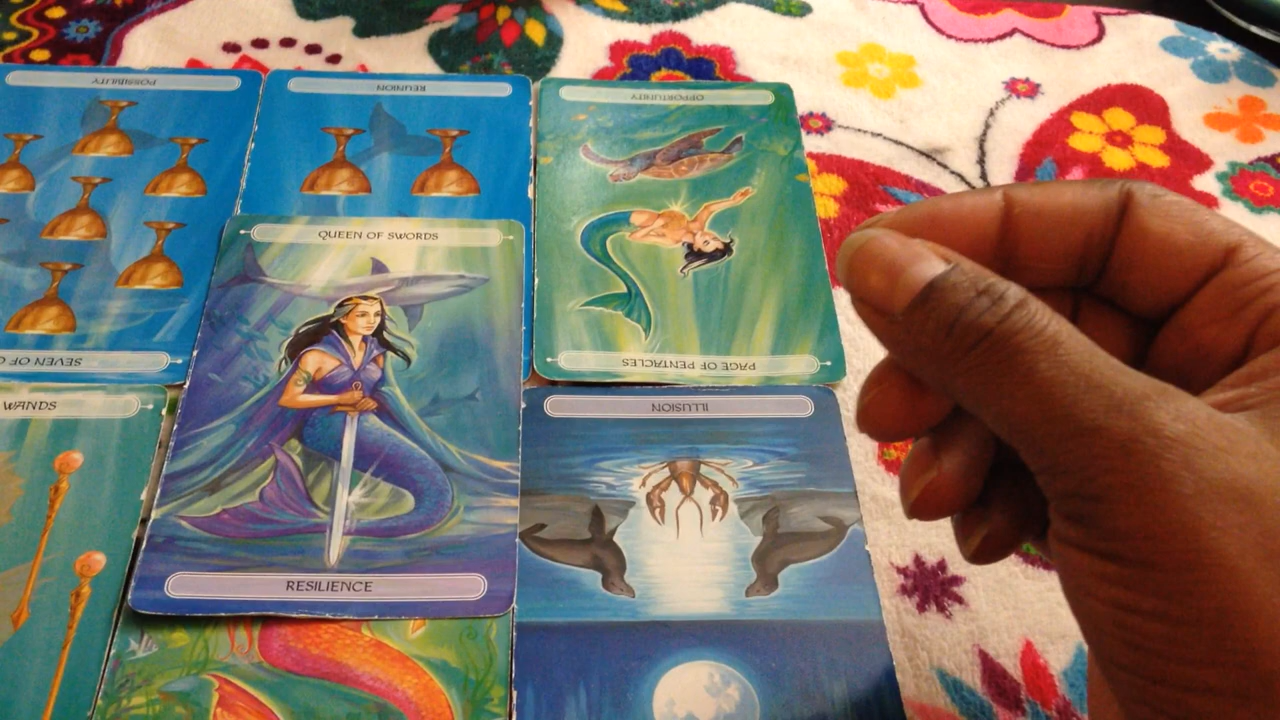 POSSIBILITY
REUNION
OPPORTUNITY
QUEEN OF SWORDS
SEVEN OF
PAGE OF PENTACLES
WANDS
ILLUSION
RESILIENCE